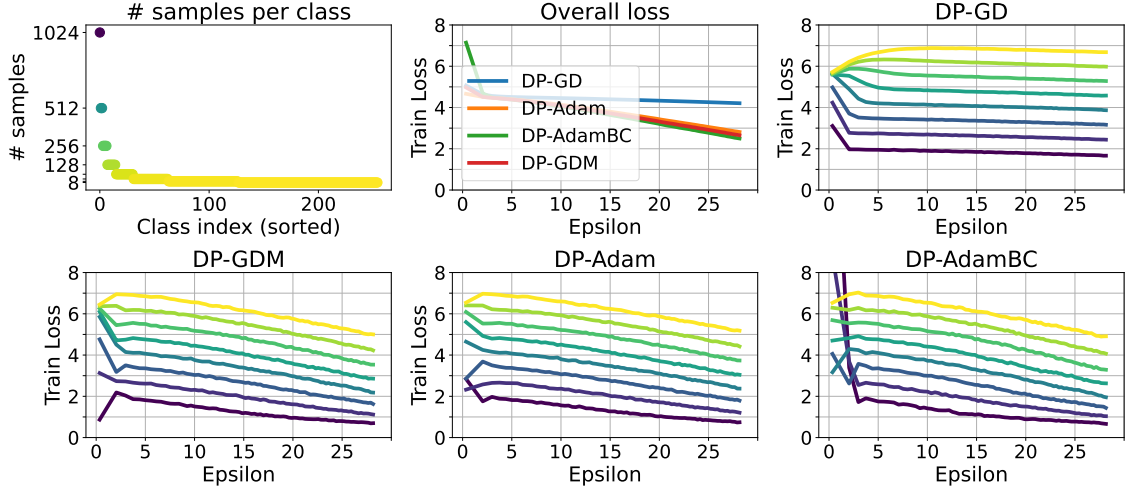 # samples per class
# samples
1024
512
256
128
8
0
100
200
Class index (sorted)
Overall loss
Train Loss
8
6
4
2
0
DP-GD
DP-Adam
DP-AdamBC
DP-GDM
0
5
10
15
20
25
Epsilon
DP-GD
Train Loss
8
6
4
2
0
0
5
10
15
20
25
Epsilon
DP-GDM
Train Loss
8
6
4
2
0
0
5
10
15
20
25
Epsilon
DP-Adam
Train Loss
8
6
4
2
0
0
5
10
15
20
25
Epsilon
DP-AdamBC
Train Loss
8
6
4
2
0
0
5
10
15
20
25
Epsilon